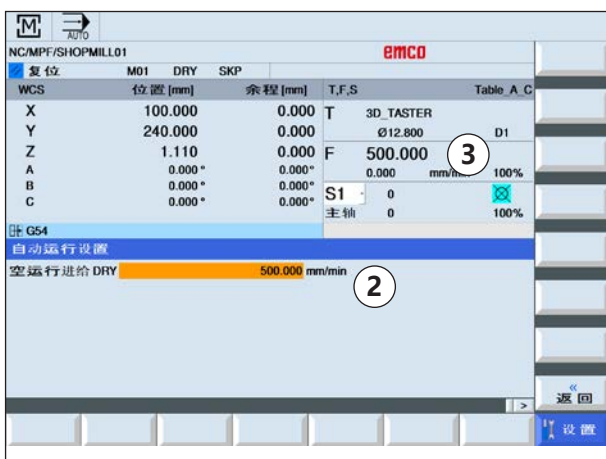 M AUTO
NC/MPF/SHOPMILL01 emco
复位 M01 DRY SKP
WCS 位置 [mm] 余程 [mm] T,F,S Table_A_C
X 100.000 0.000 T 3D_TASTER
Y 240.000 0.000 Ø12.800 D1
Z 1.110 0.000 F 500.000 3
A 0.000° 0.000° 0.000 mm/min 100%
B 0.000° 0.000° S1 0
C 0.000° 0.000° 主轴 0 100%
G54
自动运行设置
空运行进给 DRY 500.000 mm/min 2
« 返回
>
设置